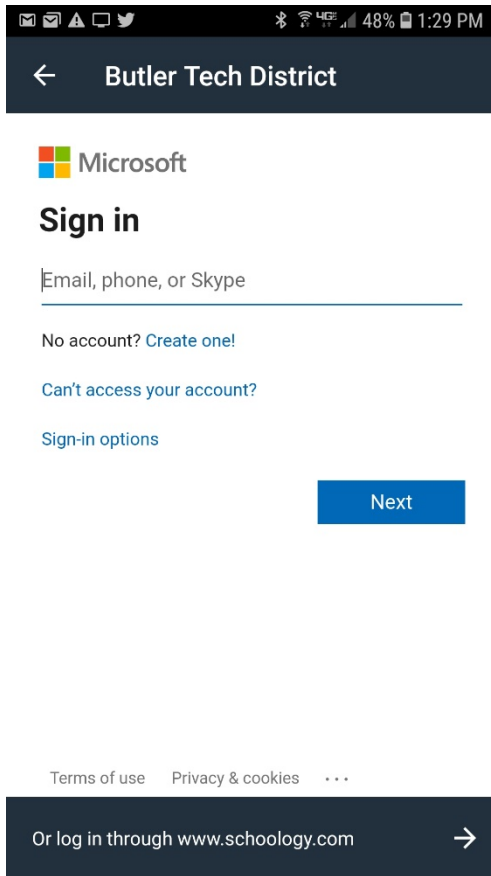 4G 48% 1:29 PM
Butler Tech District
Microsoft
Sign in
Email, phone, or Skype
No account? Create one!
Can't access your account?
Sign-in options
Next
Terms of use Privacy & cookies ...
Or log in through www.schoology.com